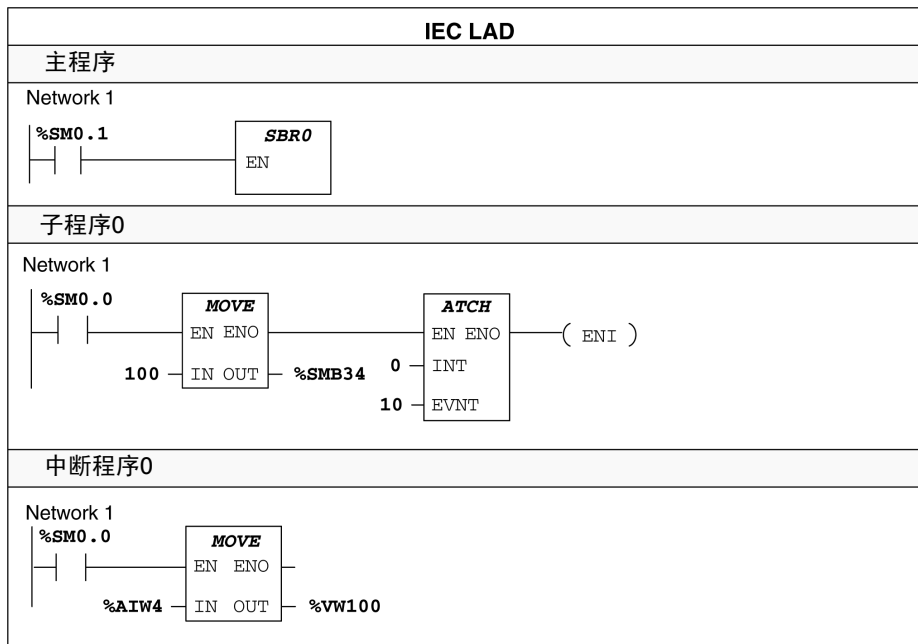 IEC LAD
主程序
Network 1
%SM0.1
SBR0
EN
子程序0
Network 1
%SM0.0
MOVE
EN ENO
100 IN OUT %SMB34
ATCH
EN ENO
0 INT
10 EVNT
( ENI )
中断程序0
Network 1
%SM0.0
MOVE
EN ENO
%AIW4 IN OUT %VW100